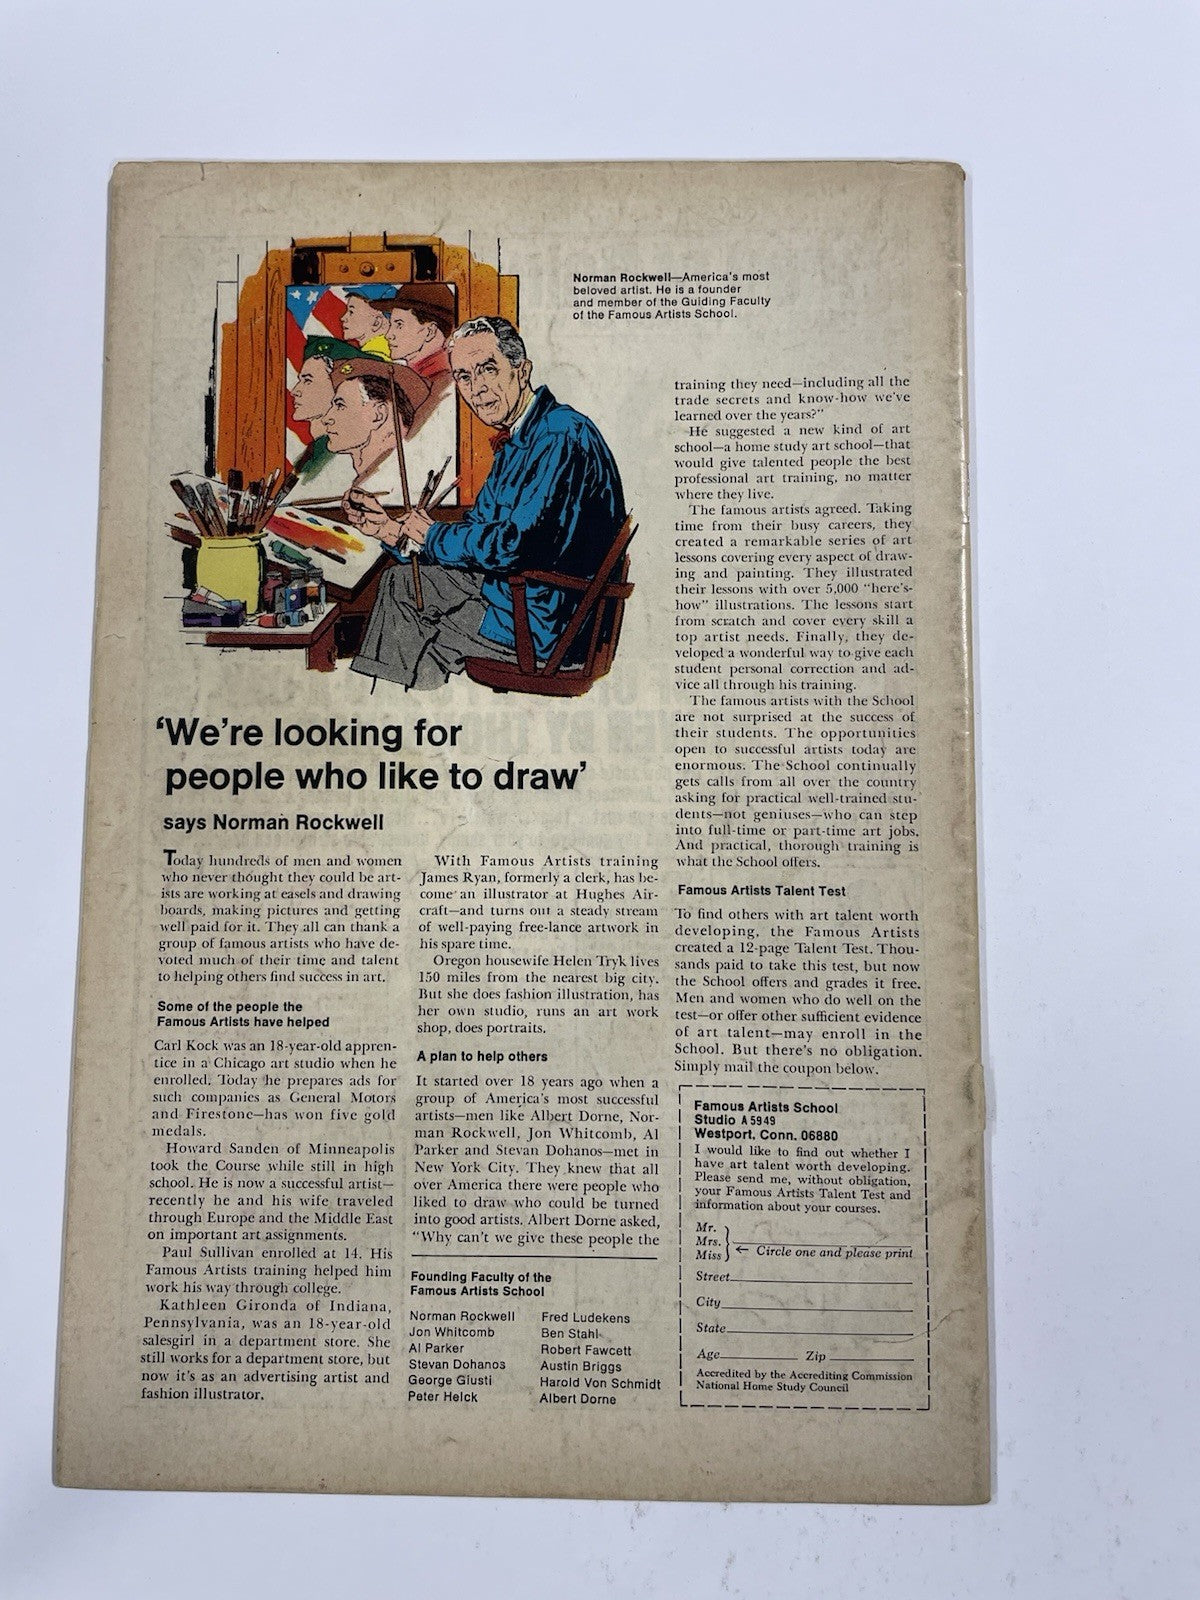 Norman Rockwell—America's most
beloved artist. He is a founder
and member of the Guiding Faculty
of the Famous Artists School.
'We're looking for
people who like to draw'
says Norman Rockwell
Today hundreds of men and women
who never thought they could be art-
ists are working at easels and drawing
boards, making pictures and getting
well paid for it. They all can thank a
group of famous artists who have de-
voted much of their time and talent
to helping others find success in art.
Some of the people the
Famous Artists have helped
Carl Kock was an 18-year-old appren-
tice in a Chicago art studio when he
enrolled. Today he prepares ads for
such companies as General Motors
and Firestone—has won five gold
medals.
Howard Sanden of Minneapolis
took the Course while still in high
school. He is now a successful artist—
recently he and his wife traveled
through Europe and the Middle East
on important art assignments.
Paul Sullivan enrolled at 14. His
Famous Artists training helped him
work his way through college.
Kathleen Gironda of Indiana,
Pennsylvania, was an 18-year-old
salesgirl in a department store. She
still works for a department store, but
now it's as an advertising artist and
fashion illustrator.
With Famous Artists training
James Ryan, formerly a clerk, has be-
come an illustrator at Hughes Air-
craft—and turns out a steady stream
of well-paying free-lance artwork in
his spare time.
Oregon housewife Helen Tryk lives
150 miles from the nearest big city.
But she does fashion illustration, has
her own studio, runs an art work
shop, does portraits.
A plan to help others
It started over 18 years ago when a
group of America's most successful
artists—men like Albert Dorne, Nor-
man Rockwell, Jon Whitcomb, Al
Parker and Stevan Dohanos—met in
New York City. They knew that all
over America there were people who
liked to draw who could be turned
into good artists. Albert Dorne asked,
"Why can't we give these people the
Founding Faculty of the
Famous Artists School
Norman Rockwell
Jon Whitcomb
Al Parker
Stevan Dohanos
George Giusti
Peter Helck
Fred Ludekens
Ben Stahl
Robert Fawcett
Austin Briggs
Harold Von Schmidt
Albert Dorne
training they need—including all the
trade secrets and know-how we've
learned over the years?"
He suggested a new kind of art
school—a home study art school—that
would give talented people the best
professional art training, no matter
where they live.
The famous artists agreed. Taking
time from their busy careers, they
created a remarkable series of art
lessons covering every aspect of draw-
ing and painting. They illustrated
their lessons with over 5,000 "here's-
how" illustrations. The lessons start
from scratch and cover every skill a
top artist needs. Finally, they de-
veloped a wonderful way to give each
student personal correction and ad-
vice all through his training.
The famous artists with the School
are not surprised at the success of
their students. The opportunities
open to successful artists today are
enormous. The School continually
gets calls from all over the country
asking for practical well-trained stu-
dents—not geniuses—who can step
into full-time or part-time art jobs.
And practical, thorough training is
what the School offers.
Famous Artists Talent Test
To find others with art talent worth
developing, the Famous Artists
created a 12-page Talent Test. Thou-
sands paid to take this test, but now
the School offers and grades it free.
Men and women who do well on the
test—or offer other sufficient evidence
of art talent—may enroll in the
School. But there's no obligation.
Simply mail the coupon below.
Famous Artists School
Studio A5949
Westport, Conn. 06880
I would like to find out whether I
have art talent worth developing.
Please send me, without obligation,
your Famous Artists Talent Test and
information about your courses.
Mr.
Mrs.
Miss ← Circle one and please print
Street
City
State
Age Zip
Accredited by the Accrediting Commission
National Home Study Council